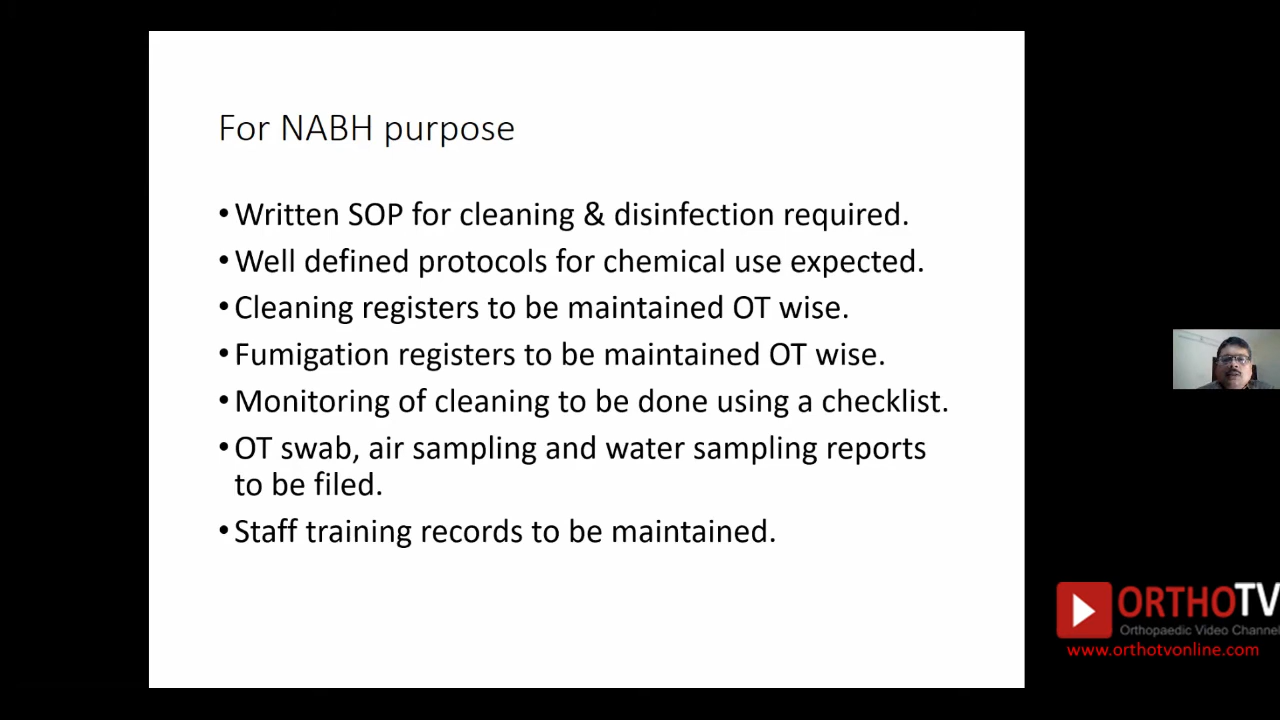 For NABH purpose
•Written SOP for cleaning & disinfection required.
•Well defined protocols for chemical use expected.
•Cleaning registers to be maintained OT wise.
•Fumigation registers to be maintained OT wise.
•Monitoring of cleaning to be done using a checklist.
•OT swab, air sampling and water sampling reports
to be filed.
•Staff training records to be maintained.
ORTHOTV
Orthopaedic Video Channel
www.orthotvonline.com